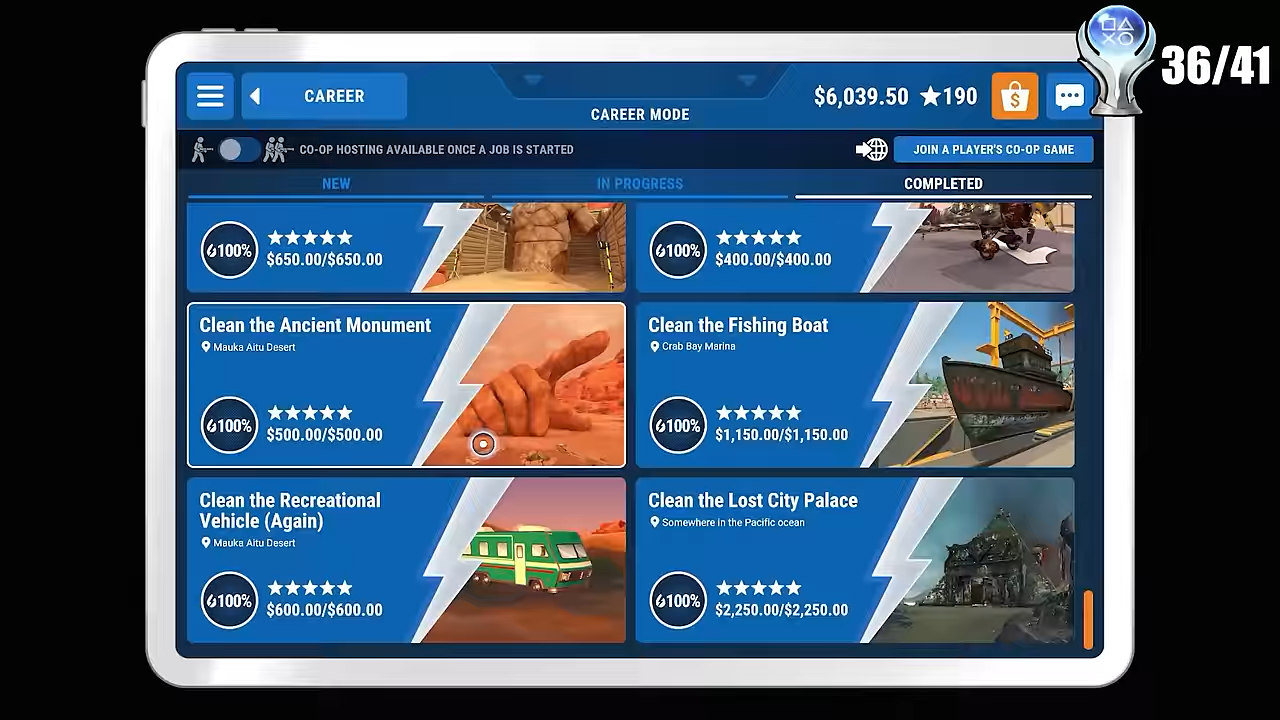 36/41
CAREER
CAREER MODE
$6,039.50 ★190
CO-OP HOSTING AVAILABLE ONCE A JOB IS STARTED
JOIN A PLAYER'S CO-OP GAME
NEW
IN PROGRESS
COMPLETED
100%
$650.00/$650.00
100%
$400.00/$400.00
Clean the Ancient Monument
Mauka Aitu Desert
100%
$500.00/$500.00
Clean the Fishing Boat
Crab Bay Marina
100%
$1,150.00/$1,150.00
Clean the Recreational
Vehicle (Again)
Mauka Aitu Desert
100%
$600.00/$600.00
Clean the Lost City Palace
Somewhere in the Pacific ocean
100%
$2,250.00/$2,250.00